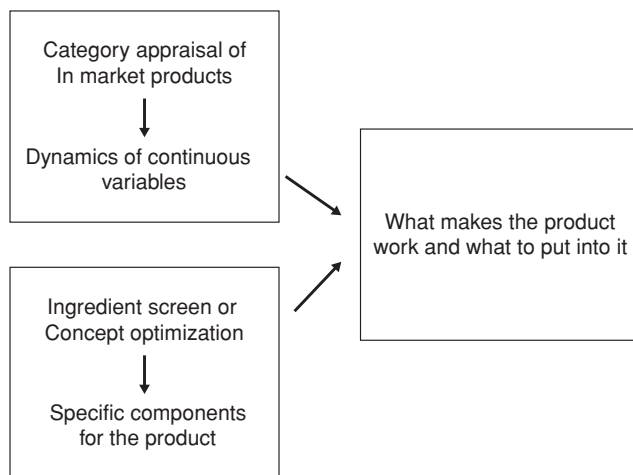 Category appraisal of
In market products
Dynamics of continuous
variables
What makes the product
work and what to put into it
Ingredient screen or
Concept optimization
Specific components
for the product